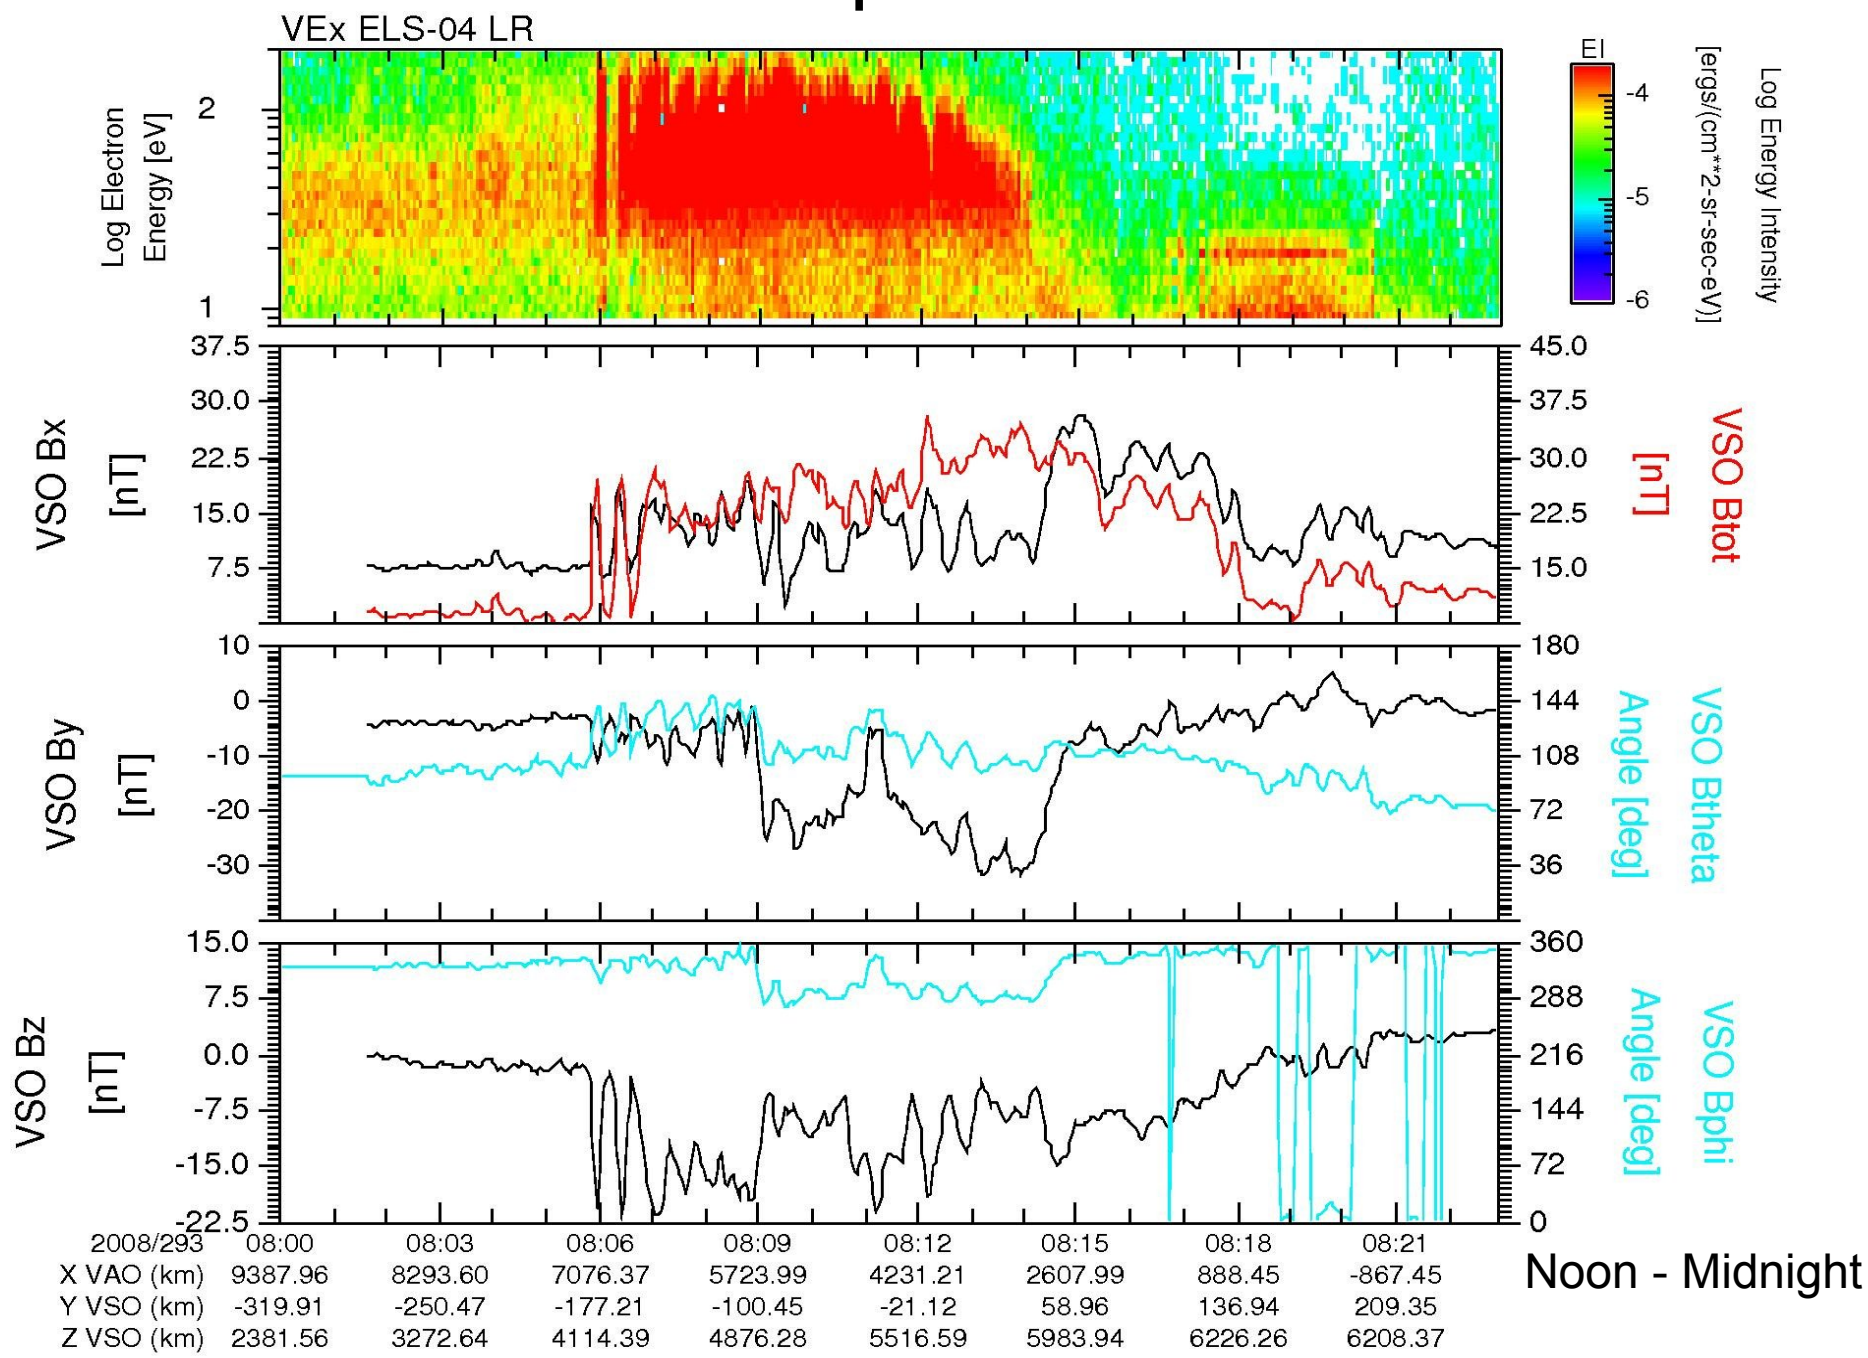 VEx ELS-04 LR
Log Electron
Energy [eV]
2
1
EI
-4
-5
-6
[ergs/(cm**2-sr-sec-eV)]
Log Energy Intensity
VSO Bx
[nT]
37.5
30.0
22.5
15.0
7.5
45.0
37.5
30.0
22.5
15.0
[nT]
VSO Btot
VSO By
[nT]
10
0
-10
-20
-30
180
144
108
72
36
Angle [deg]
VSO Btheta
VSO Bz
[nT]
15.0
7.5
0.0
-7.5
-15.0
-22.5
360
288
216
144
72
0
Angle [deg]
VSO Bphi
2008/293 08:00 08:03 08:06 08:09 08:12 08:15 08:18 08:21
X VAO (km) 9387.96 8293.60 7076.37 5723.99 4231.21 2607.99 888.45 -867.45
Y VSO (km) -319.91 -250.47 -177.21 -100.45 -21.12 58.96 136.94 209.35
Z VSO (km) 2381.56 3272.64 4114.39 4876.28 5516.59 5983.94 6226.26 6208.37
Noon - Midnight